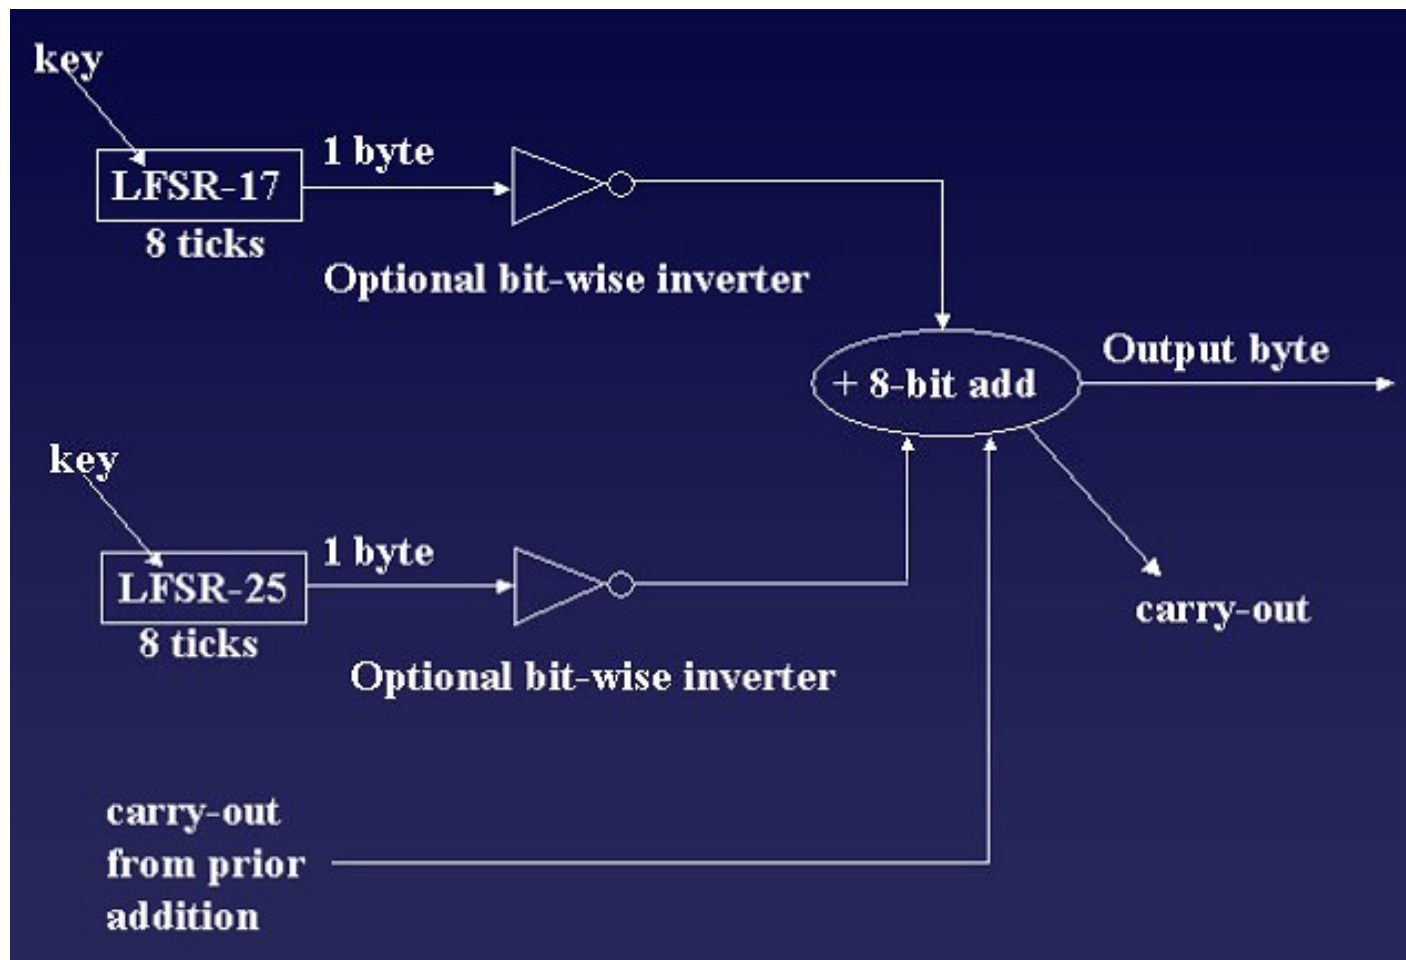 key
1 byte
LFSR-17
8 ticks
Optional bit-wise inverter
Output byte
+ 8-bit add
key
1 byte
LFSR-25
8 ticks
carry-out
Optional bit-wise inverter
carry-out
from prior
addition